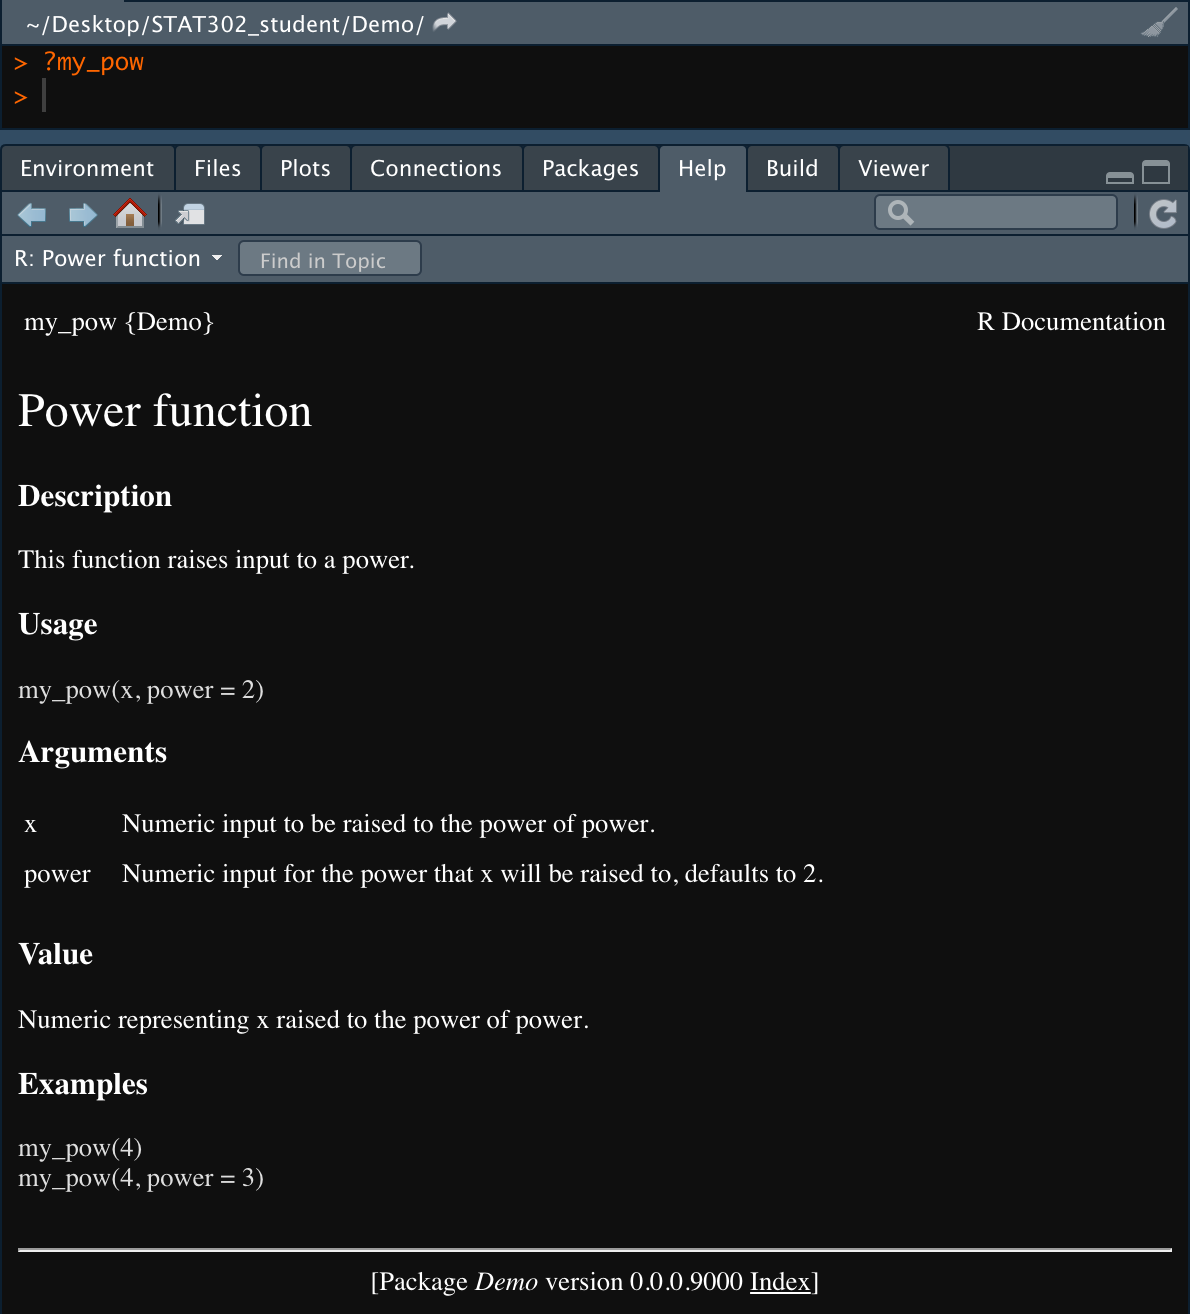 ~/Desktop/STAT302_student/Demo/
> ?my_pow
>
Environment Files Plots Connections Packages Help Build Viewer
R: Power function Find in Topic
my_pow {Demo} R Documentation
Power function
Description
This function raises input to a power.
Usage
my_pow(x, power = 2)
Arguments
x Numeric input to be raised to the power of power.
power Numeric input for the power that x will be raised to, defaults to 2.
Value
Numeric representing x raised to the power of power.
Examples
my_pow(4)
my_pow(4, power = 3)
[Package Demo version 0.0.0.9000 Index]